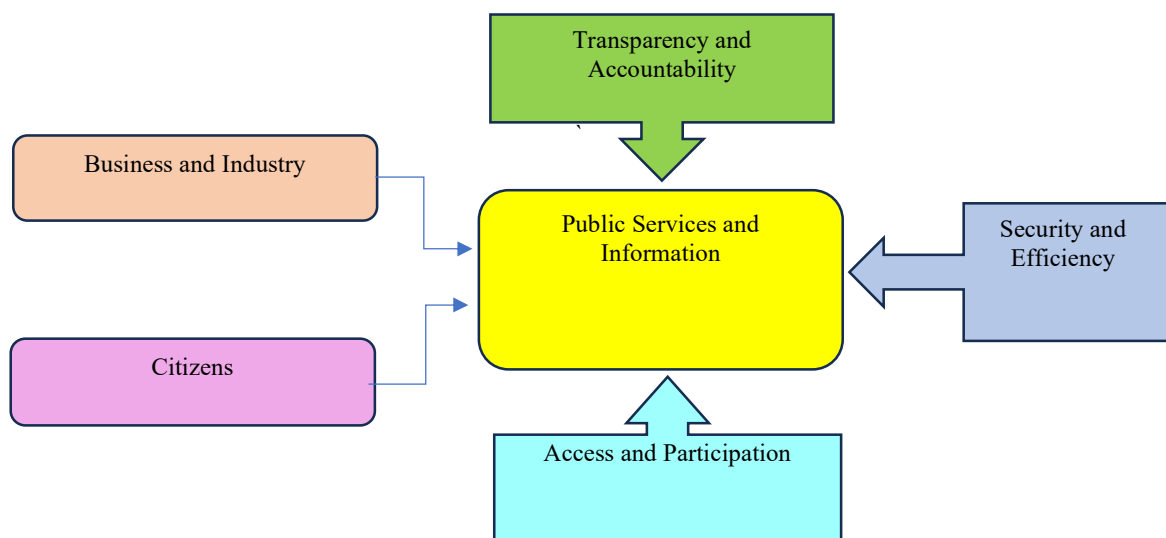 Transparency and
Accountability
`
Business and Industry
Public Services and
Information
Security and
Efficiency
Citizens
Access and Participation